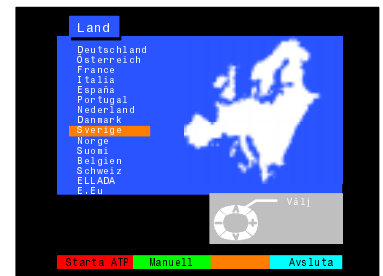 Land
Deutschland
Österreich
France
Italia
España
Portugal
Nederland
Danmark
Sverige
Norge
Suomi
Belgien
Schweiz
ELLADA
E.Eu
Välj
A
Starta ATP Manuell Avsluta